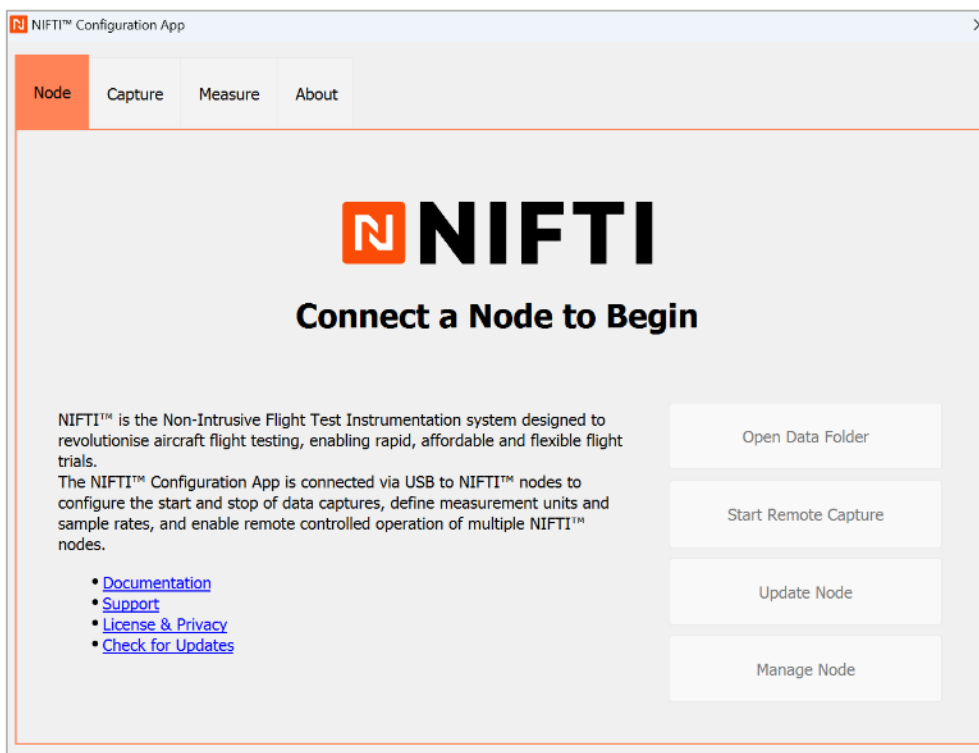 NIFTI™ Configuration App
Node
Capture
Measure
About
NIFTI
Connect a Node to Begin
NIFTI™ is the Non-Intrusive Flight Test Instrumentation system designed to
revolutionise aircraft flight testing, enabling rapid, affordable and flexible flight
trials.
The NIFTI™ Configuration App is connected via USB to NIFTI™ nodes to
configure the start and stop of data captures, define measurement units and
sample rates, and enable remote controlled operation of multiple NIFTI™
nodes.
• Documentation
• Support
• License & Privacy
• Check for Updates
Open Data Folder
Start Remote Capture
Update Node
Manage Node